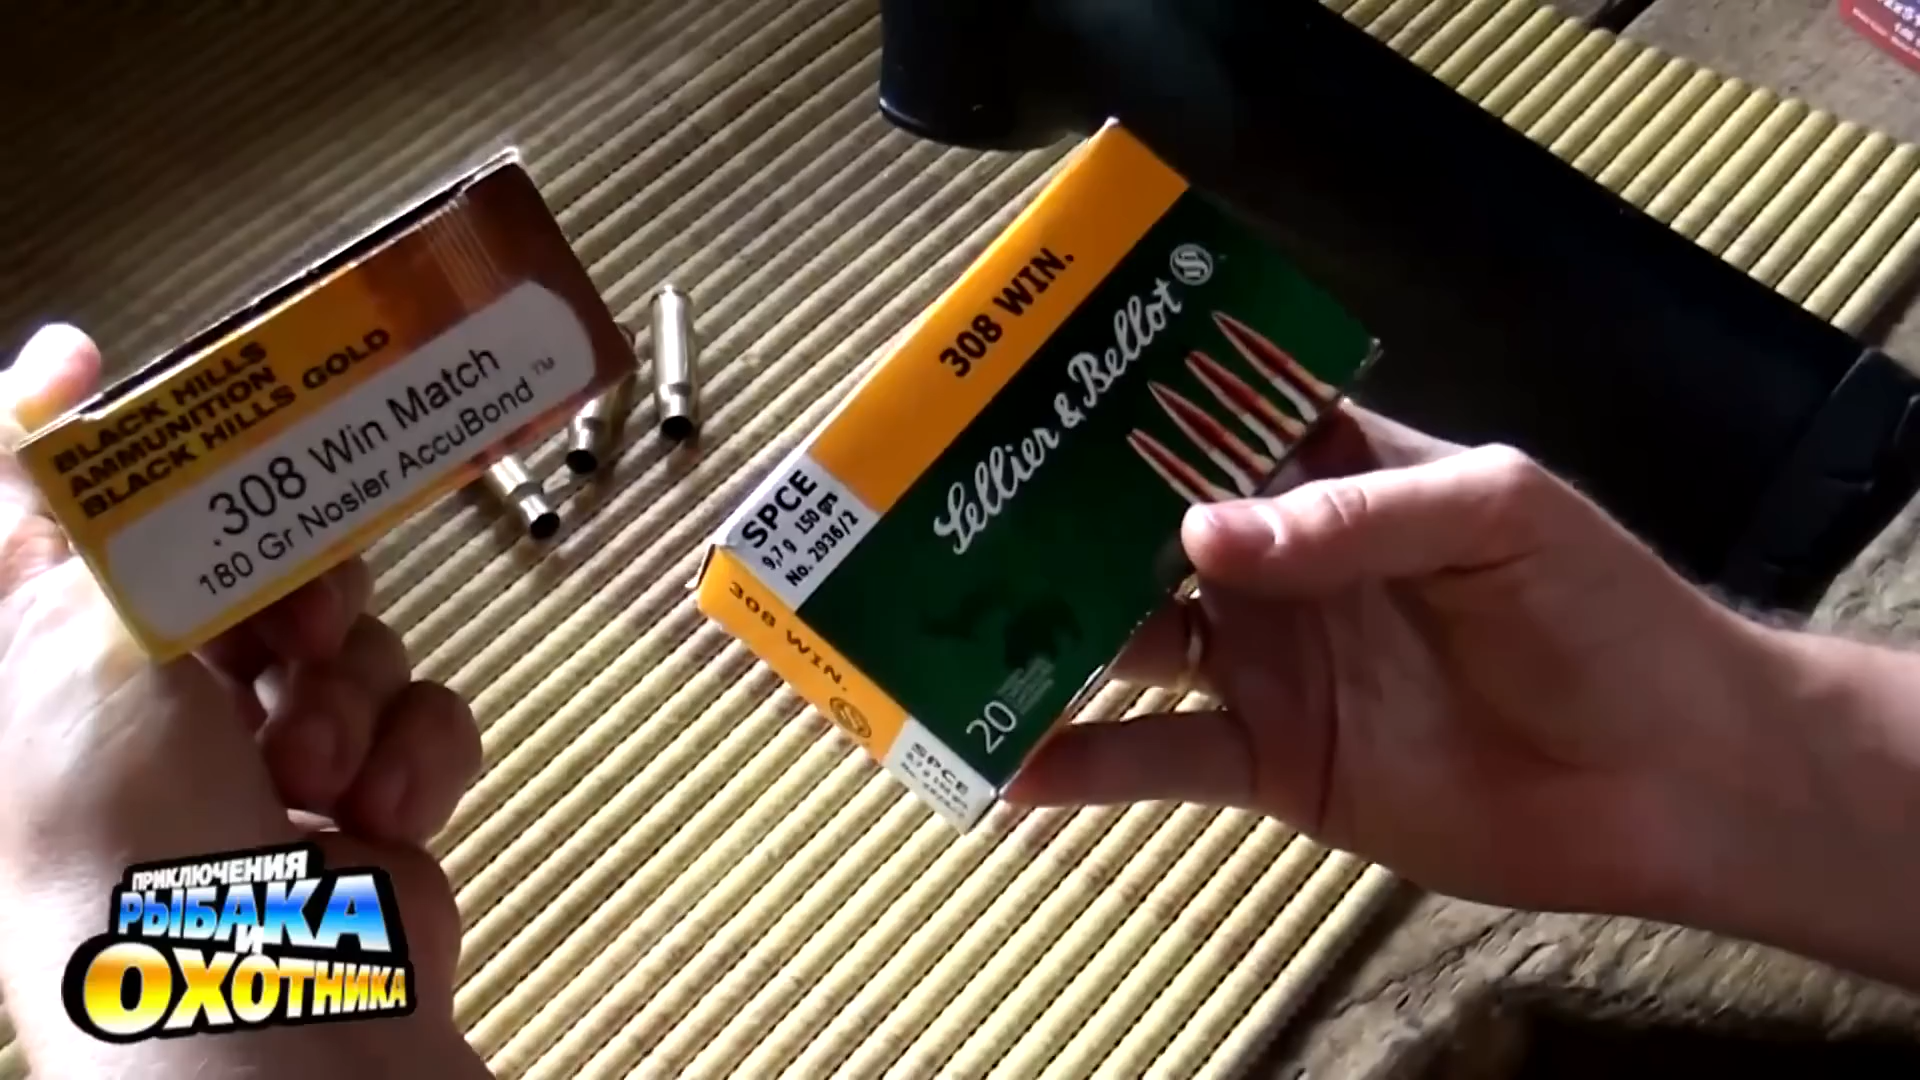 BLACK HILLS
AMMUNITION
BLACK HILLS GOLD
.308 Win Match
180 Gr Nosler AccuBond™
308 WIN.
Sellier & Bellot
SPCE
9,7 g 150 grs
No. 2936/2
20
308 WIN.
SPCE
ПРИКЛЮЧЕНИЯ
РЫБАКА
И
ОХОТНИКА